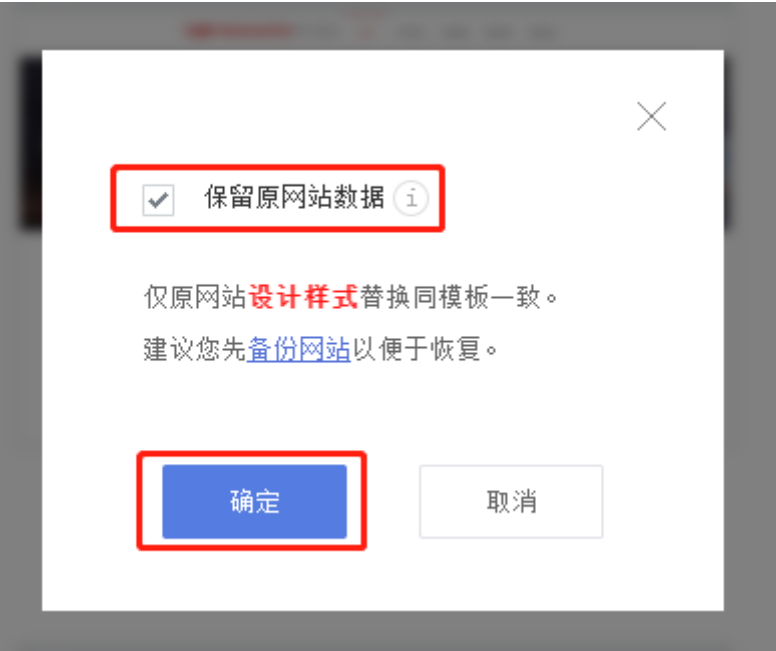 保留原网站数据 i
仅原网站设计样式替换同模板一致。
建议您先备份网站以便于恢复。
确定
取消